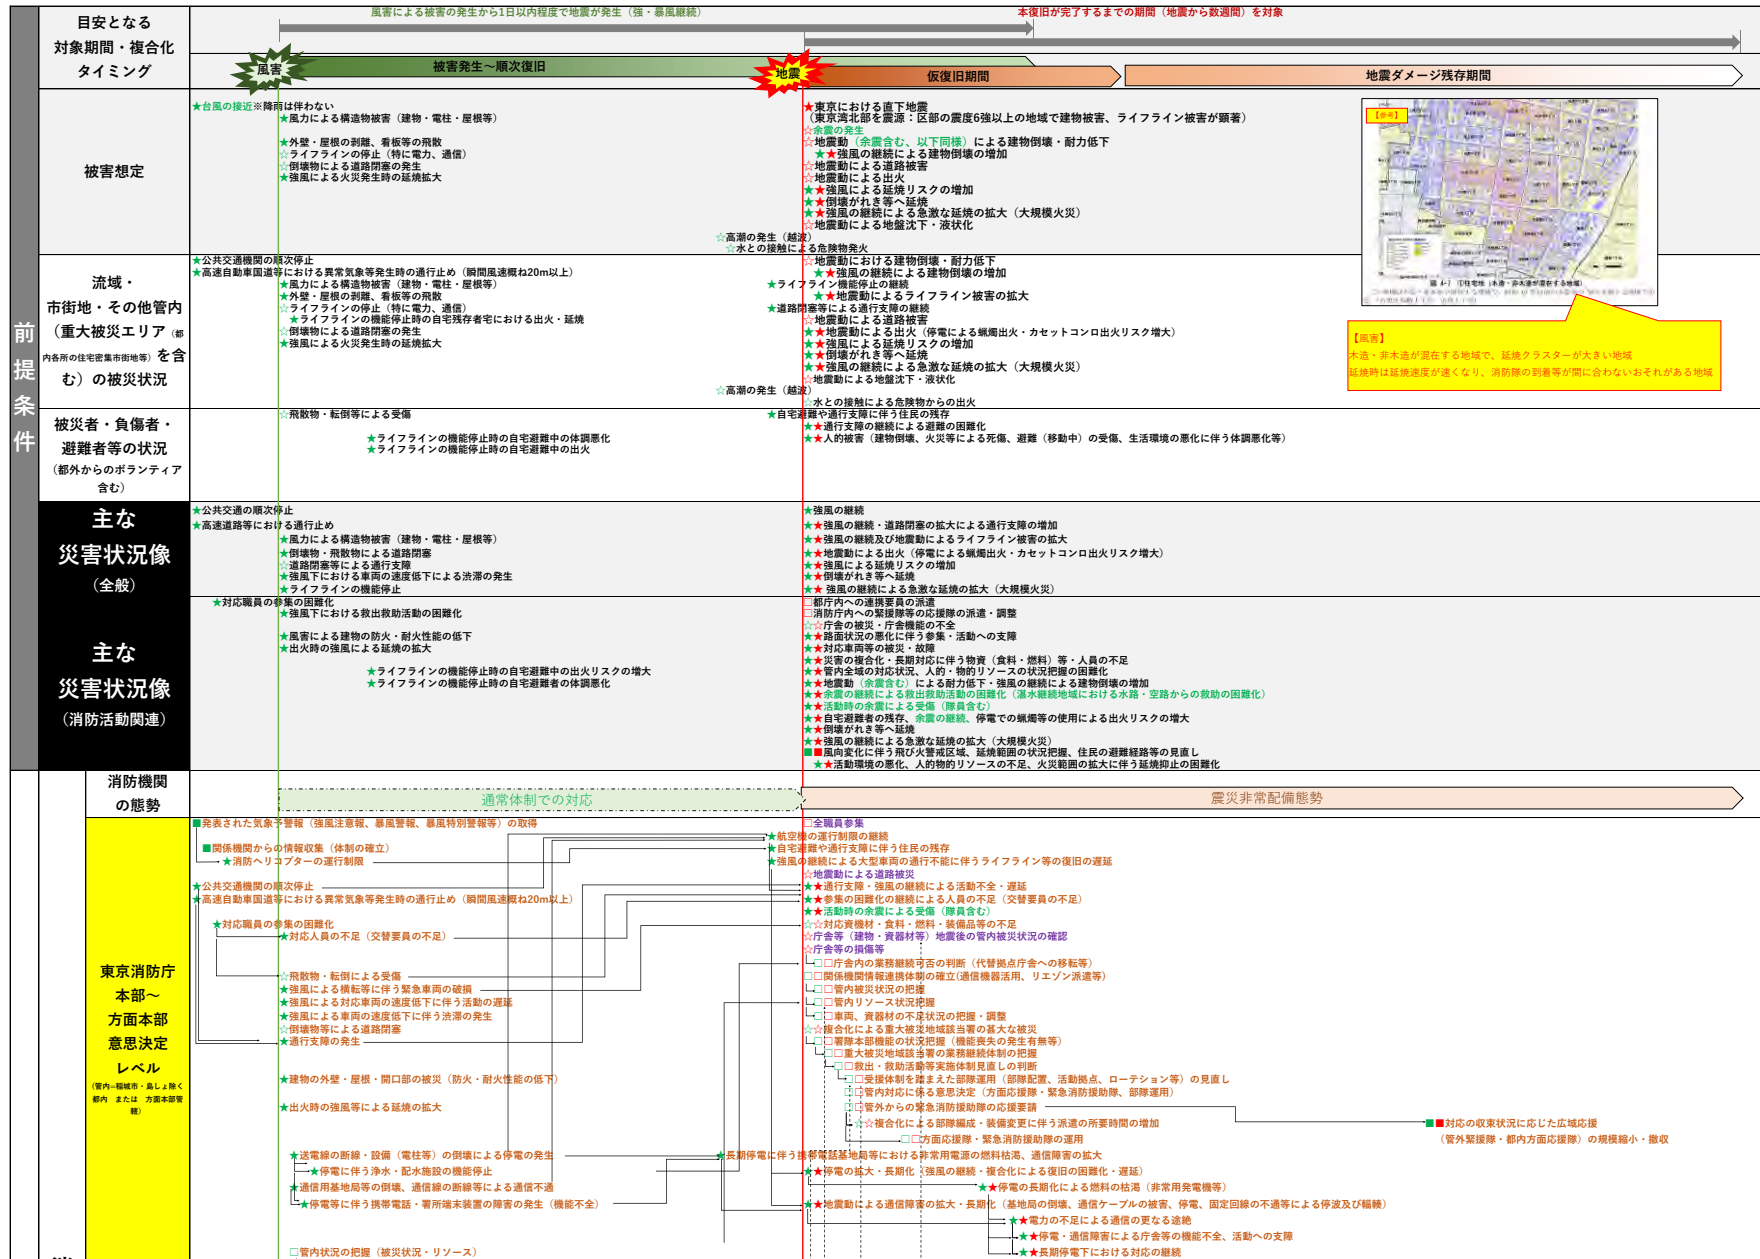 目安となる
対象期間・複合化
タイミング
風害による被害の発生から1日以内程度で地震が発生（強・暴風継続）
本復旧が完了するまでの期間（地震から数週間）を対象
風害
被害発生～順次復旧
地震
仮復旧期間
地震ダメージ残存期間
前提条件
被害想定
★台風の接近※降雨は伴わない
★風力による構造物被害（建物・電柱・屋根等）
★外壁・屋根の剥離、看板等の飛散
☆ライフラインの停止（特に電力、通信）
☆倒壊物による道路閉塞の発生
★強風による火災発生時の延焼拡大
★東京における直下地震
（東京湾北部を震源：区部の震度6強以上の地域で建物被害、ライフライン被害が顕著）
☆余震の発生
☆地震動（余震含む、以下同様）による建物倒壊・耐力低下
★★強風の継続による建物倒壊の増加
☆地震動による道路被害
☆地震動による出火
★★強風による延焼リスクの増加
★★倒壊がれき等へ延焼
★★強風の継続による急激な延焼の拡大（大規模火災）
☆地震動による地盤沈下・液状化
☆高潮の発生（越波）
☆水との接触による危険物発火
【参考】
【風害】
木造・非木造が混在する地域で、延焼クラスターが大きい地域
延焼時は延焼速度が速くなり、消防隊の到着等が間に合わないおそれがある地域
流域・
市街地・その他管内
（重大被災エリア（都
内各所の住宅密集市街地等）を含
む）の被災状況
★公共交通機関の順次停止
★高速自動車国道等における異常気象等発生時の通行止め（瞬間風速概ね20m以上）
★風力による構造物被害（建物・電柱・屋根等）
★外壁・屋根の剥離、看板等の飛散
☆ライフラインの停止（特に電力、通信）
★ライフラインの機能停止時の自宅残存者宅における出火・延焼
☆倒壊物による道路閉塞の発生
★強風による火災発生時の延焼拡大
☆地震動における建物倒壊・耐力低下
★★強風の継続による建物倒壊の増加
★ライフライン機能停止の継続
★★地震動によるライフライン被害の拡大
★道路閉塞等による通行支障の継続
☆地震動による道路被害
★★地震動による出火（停電による蝋燭出火・カセットコンロ出火リスク増大）
★★強風による延焼リスクの増加
★★倒壊がれき等へ延焼
★★強風の継続による急激な延焼の拡大（大規模火災）
☆地震動による地盤沈下・液状化
☆高潮の発生（越波）
☆水との接触による危険物からの出火
被災者・負傷者・
避難者等の状況
（都外からのボランティア
含む）
☆飛散物・転倒等による受傷
★ライフラインの機能停止時の自宅避難中の体調悪化
★ライフラインの機能停止時の自宅避難中の出火
★自宅避難や通行支障に伴う住民の残存
★★通行支障の継続による避難の困難化
★★人的被害（建物倒壊、火災等による死傷、避難（移動中）の受傷、生活環境の悪化に伴う体調悪化等）
主な
災害状況像
（全般）
★公共交通の順次停止
★高速道路等における通行止め
★風力による構造物被害（建物・電柱・屋根等）
★倒壊物・飛散物による道路閉塞
☆道路閉塞等による通行支障
★強風下における車両の速度低下による渋滞の発生
★ライフラインの機能停止
★強風の継続
★★強風の継続・道路閉塞の拡大による通行支障の増加
★★強風の継続及び地震動によるライフライン被害の拡大
★★地震動による出火（停電による蝋燭出火・カセットコンロ出火リスク増大）
★★強風による延焼リスクの増加
★★倒壊がれき等へ延焼
★★ 強風の継続による急激な延焼の拡大（大規模火災）
主な
災害状況像
（消防活動関連）
★対応職員の参集の困難化
★強風下における救出救助活動の困難化
★風害による建物の防火・耐火性能の低下
★出火時の強風による延焼の拡大
★ライフラインの機能停止時の自宅避難中の出火リスクの増大
★ライフラインの機能停止時の自宅避難者の体調悪化
□都庁内への連携要員の派遣
□消防庁内への緊援隊等の応援隊の派遣・調整
☆☆庁舎の被災・庁舎機能の不全
★★路面状況の悪化に伴う参集・活動への支障
★★対応車両等の被災・故障
★★災害の複合化・長期対応に伴う物資（食料・燃料）等・人員の不足
★★管内全域の対応状況、人的・物的リソースの状況把握の困難化
★★地震動（余震含む）による耐力低下・強風の継続による建物倒壊の増加
★★余震の継続による救出救助活動の困難化（湛水継続地域における水路・空路からの救助の困難化）
★★活動時の余震による受傷（隊員含む）
★★自宅避難者の残存、余震の継続、停電での蝋燭等の使用による出火リスクの増大
★★倒壊がれき等へ延焼
★★強風の継続による急激な延焼の拡大（大規模火災）
■■風向変化に伴う飛び火警戒区域、延焼範囲の状況把握、住民の避難経路等の見直し
★★活動環境の悪化、人的物的リソースの不足、火災範囲の拡大に伴う延焼抑止の困難化
消防機関
の態勢
通常体制での対応
震災非常配備態勢
東京消防庁
本部～
方面本部
意思決定
レベル
（管内=稲城市・島しょ除く
都内　または　方面本部管
轄）
■発表された気象予警報（強風注意報、暴風警報、暴風特別警報等）の取得
■関係機関からの情報収集（体制の確立）
★消防ヘリコプターの運行制限
★公共交通機関の順次停止
★高速自動車国道等における異常気象等発生時の通行止め（瞬間風速概ね20m以上）
★対応職員の参集の困難化
★対応人員の不足（交替要員の不足）
☆飛散物・転倒による受傷
★強風による横転等に伴う緊急車両の破損
★強風による対応車両の速度低下に伴う活動の遅延
★強風による車両の速度低下に伴う渋滞の発生
☆倒壊物等による道路閉塞
★通行支障の発生
★建物の外壁・屋根・開口部の被災（防火・耐火性能の低下）
★出火時の強風等による延焼の拡大
★送電線の断線・設備（電柱等）の倒壊による停電の発生
★停電に伴う浄水・配水施設の機能停止
★通信用基地局等の倒壊、通信線の断線等による通信不通
★停電等に伴う携帯電話・署所端末装置の障害の発生（機能不全）
□管内状況の把握（被災状況・リソース）
□全職員参集
★航空機の運行制限の継続
★自宅避難や通行支障に伴う住民の残存
★強風の継続による大型車両の通行不能に伴うライフライン等の復旧の遅延
☆地震動による道路被災
★★通行支障・強風の継続による活動不全・遅延
★★参集の困難化の継続による人員の不足（交替要員の不足）
★★活動時の余震による受傷（隊員含む）
☆☆対応資機材・食料・燃料・装備品等の不足
☆庁舎等（建物・資器材等）地震後の管内被災状況の確認
☆庁舎等の損傷等
□□庁舎内の業務継続可否の判断（代替拠点庁舎への移転等）
□□関係機関情報連携体制の確立(通信機器活用、リエゾン派遣等)
□□管内被災状況の把握
□□管内リソース状況把握
□□車両、資器材の不足状況の把握・調整
☆☆複合化による重大被災地域該当署の甚大な被災
□□署隊本部機能の状況把握（機能喪失の発生有無等）
□□重大被災地域該当署の業務継続体制の把握
□□救出・救助活動等実施体制見直しの判断
□□受援体制を踏まえた部隊運用（部隊配置、活動拠点、ローテション等）の見直し
□□管内対応に係る意思決定（方面応援隊・緊急消防援助隊、部隊運用）
□□管外からの緊急消防援助隊の応援要請
☆☆複合化による部隊編成・装備変更に伴う派遣の所要時間の増加
□□方面応援隊・緊急消防援助隊の運用
■■対応の収束状況に応じた広域応援
（管外緊援隊・都内方面応援隊）の規模縮小・撤収
★長期停電に伴う携帯電話基地局等における非常用電源の燃料枯渇、通信障害の拡大
★★停電の拡大・長期化（強風の継続・複合化による復旧の困難化・遅延）
★★停電の長期化による燃料の枯渇（非常用発電機等）
★★地震動による通信障害の拡大・長期化（基地局の倒壊、通信ケーブルの被害、停電、固定回線の不通等による停波及び輻輳）
★★電力の不足による通信の更なる途絶
★★停電・通信障害による庁舎等の機能不全、活動への支障
★★長期停電下における対応の継続